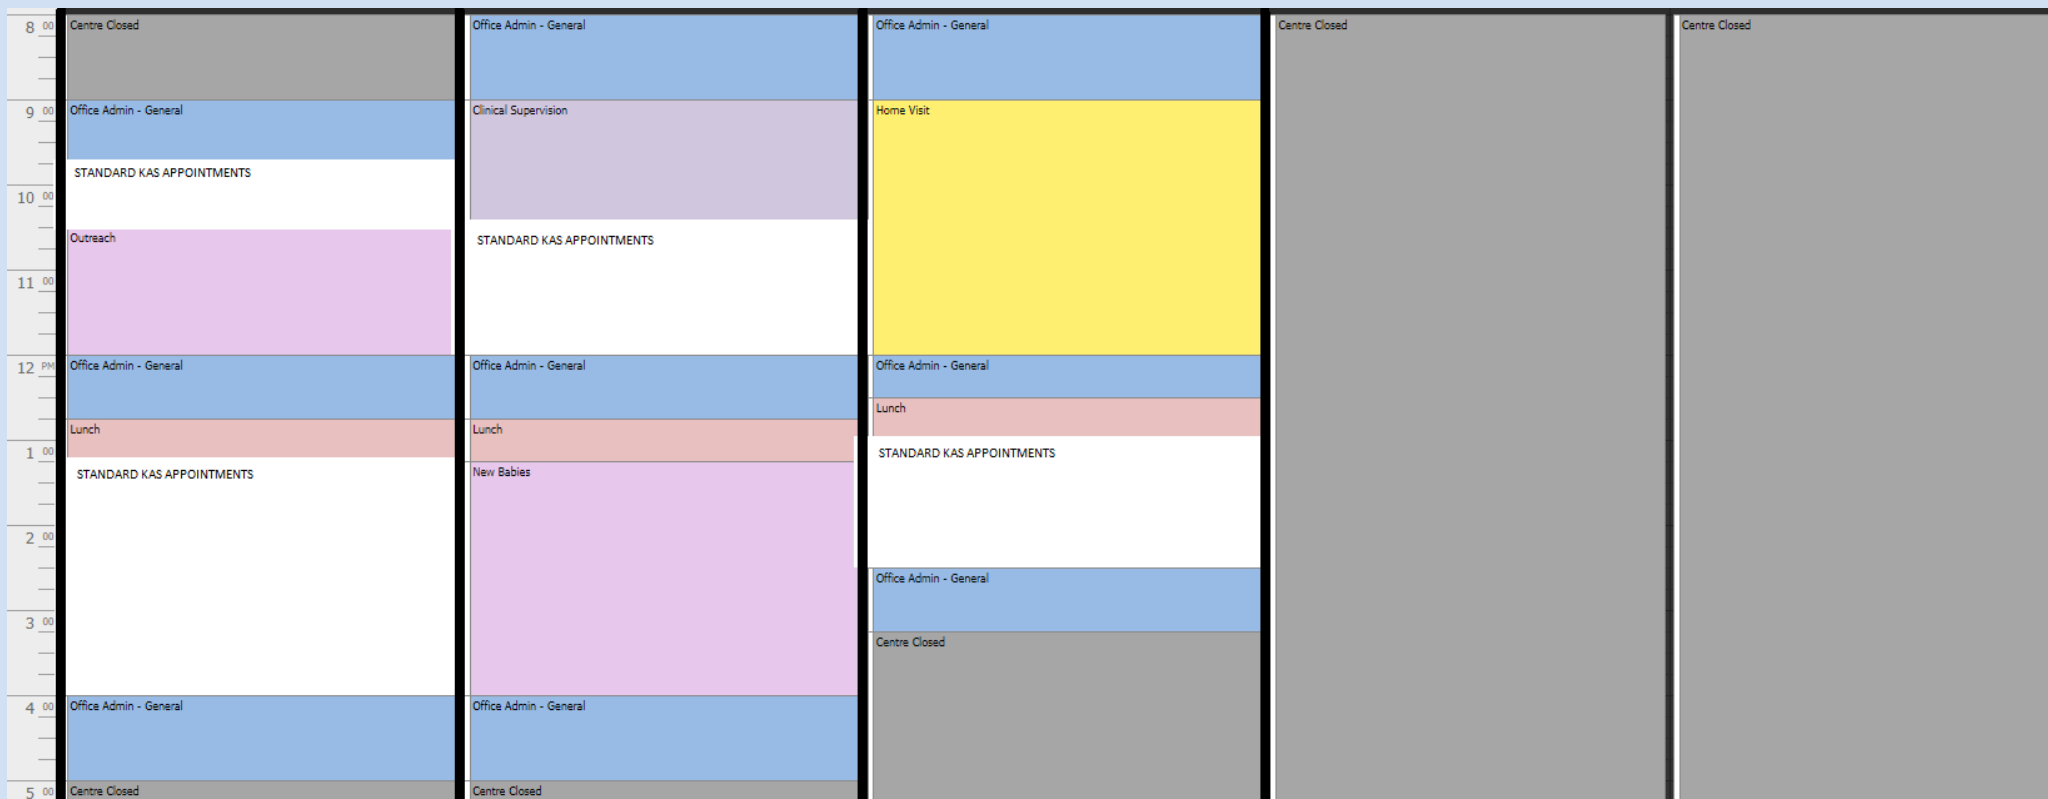 8 00
9 00
10 00
11 00
12 PM
1 00
2 00
3 00
4 00
5 00
Centre Closed
Office Admin - General
STANDARD KAS APPOINTMENTS
Outreach
Office Admin - General
Lunch
STANDARD KAS APPOINTMENTS
Office Admin - General
Centre Closed
Office Admin - General
Clinical Supervision
STANDARD KAS APPOINTMENTS
Office Admin - General
Lunch
New Babies
Office Admin - General
Centre Closed
Office Admin - General
Home Visit
Office Admin - General
Lunch
STANDARD KAS APPOINTMENTS
Office Admin - General
Centre Closed
Centre Closed
Centre Closed